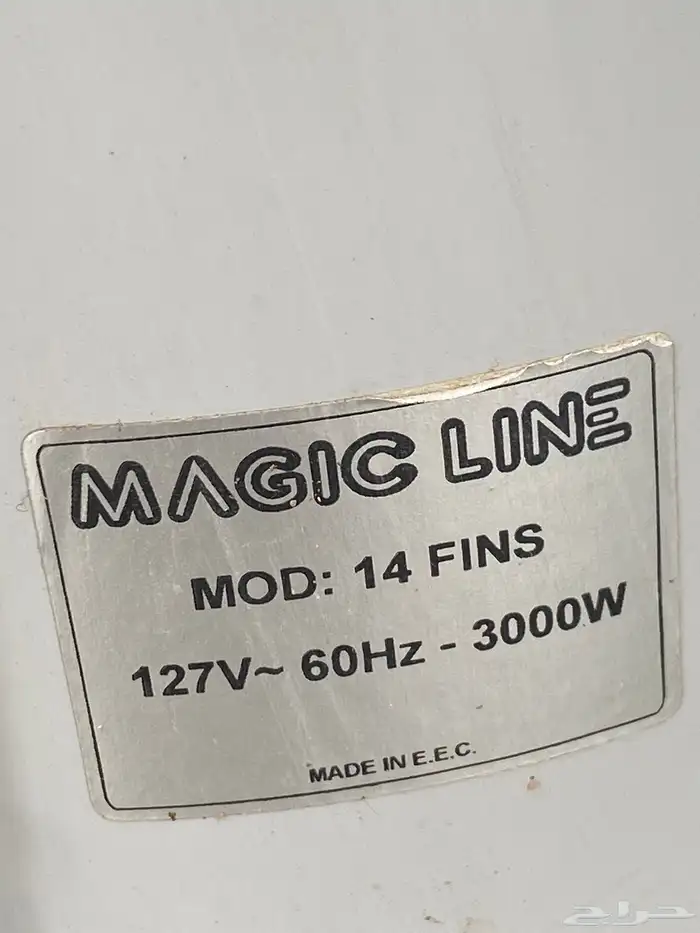 MAGIC LINE
MOD: 14 FINS
127V~ 60Hz - 3000W
MADE IN E.E.C.
حراج